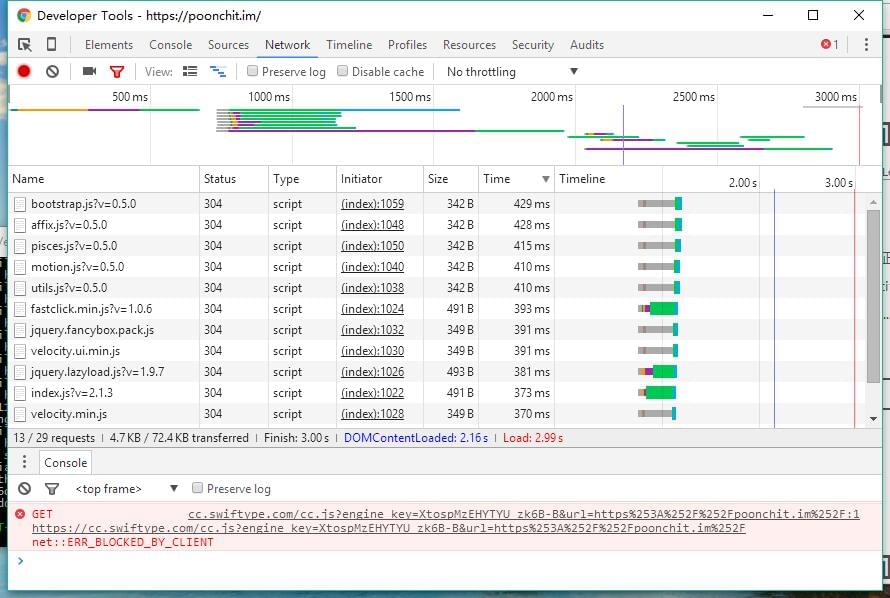 Developer Tools - https://poonchit.im/
Elements Console Sources Network Timeline Profiles Resources Security Audits 1
View: Preserve log Disable cache No throttling
500 ms 1000 ms 1500 ms 2000 ms 2500 ms 3000 ms
Name Status Type Initiator Size Time Timeline 2.00 s 3.00 s
bootstrap.js?v=0.5.0 304 script (index):1059 342 B 429 ms
affix.js?v=0.5.0 304 script (index):1048 342 B 428 ms
pisces.js?v=0.5.0 304 script (index):1050 342 B 415 ms
motion.js?v=0.5.0 304 script (index):1040 342 B 410 ms
utils.js?v=0.5.0 304 script (index):1038 342 B 410 ms
fastclick.min.js?v=1.0.6 304 script (index):1024 491 B 393 ms
jquery.fancybox.pack.js 304 script (index):1032 349 B 391 ms
velocity.ui.min.js 304 script (index):1030 349 B 391 ms
jquery.lazyload.js?v=1.9.7 304 script (index):1026 493 B 381 ms
index.js?v=2.1.3 304 script (index):1022 491 B 373 ms
velocity.min.js 304 script (index):1028 349 B 370 ms
13 / 29 requests | 4.7 KB / 72.4 KB transferred | Finish: 3.00 s | DOMContentLoaded: 2.16 s | Load: 2.99 s
Console
<top frame> Preserve log
GET cc.swiftype.com/cc.js?engine_key=XtospMzEHYTYU_zk6B-B&url=https%253A%252F%252Fpoonchit.im%252F:1
https://cc.swiftype.com/cc.js?engine_key=XtospMzEHYTYU_zk6B-B&url=https%253A%252F%252Fpoonchit.im%252F
net::ERR_BLOCKED_BY_CLIENT